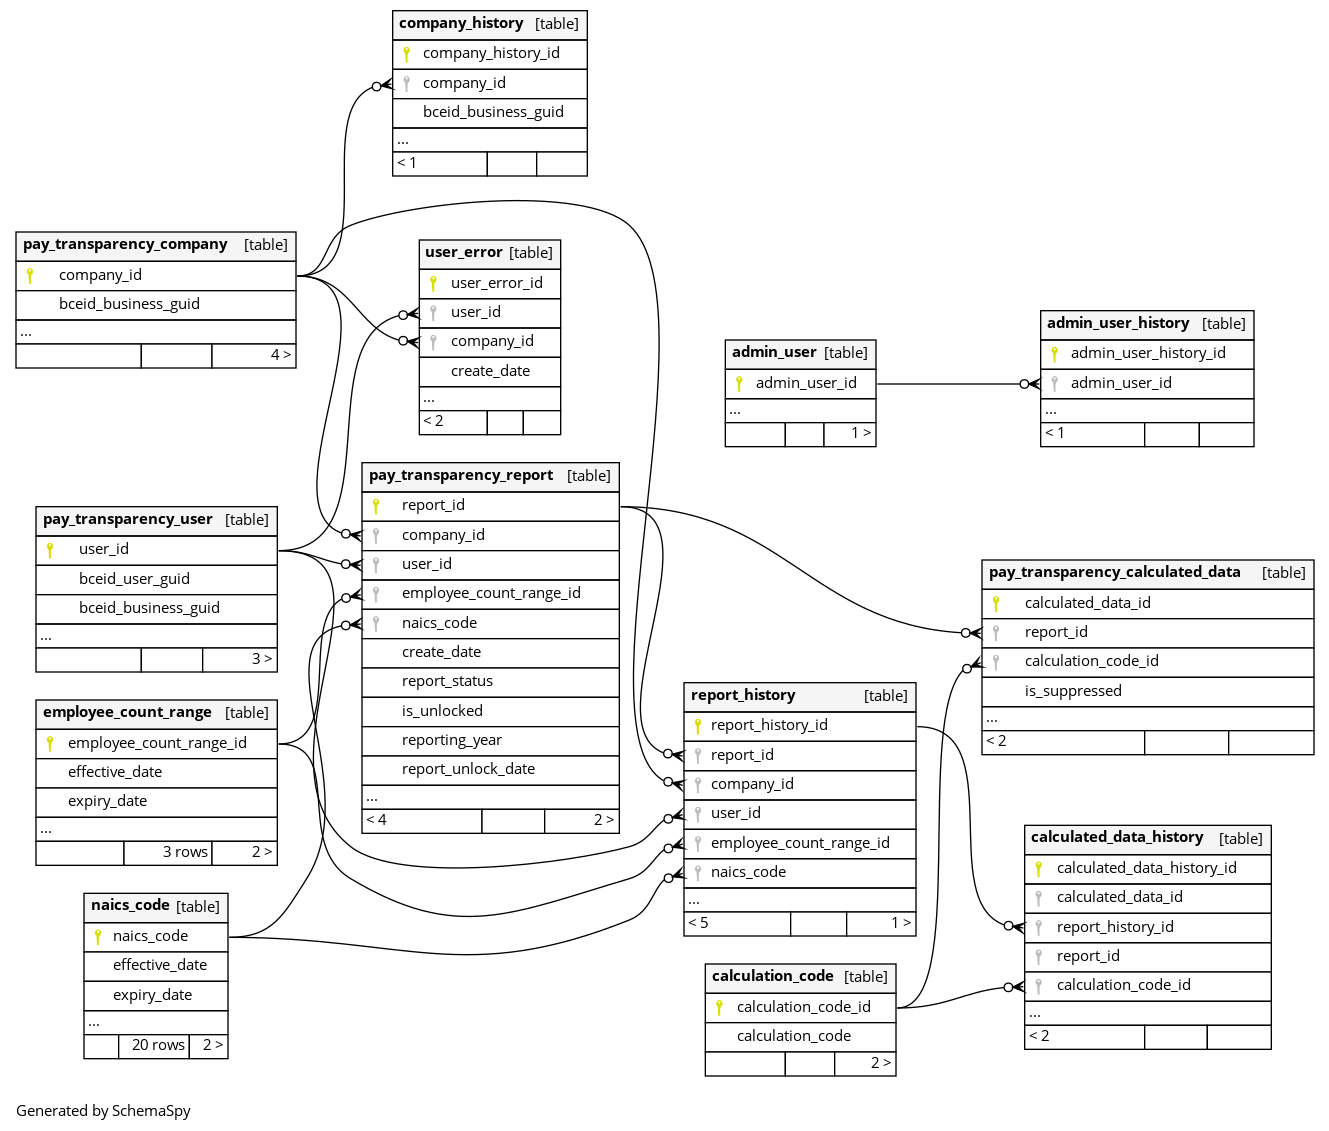 company_history [table]
company_history_id
company_id
bceid_business_guid
...
< 1
pay_transparency_company [table]
company_id
bceid_business_guid
...
4 >
user_error [table]
user_error_id
user_id
company_id
create_date
...
< 2
admin_user [table]
admin_user_id
...
1 >
admin_user_history [table]
admin_user_history_id
admin_user_id
...
< 1
pay_transparency_report [table]
report_id
company_id
user_id
employee_count_range_id
naics_code
create_date
report_status
is_unlocked
reporting_year
report_unlock_date
...
< 4 2 >
pay_transparency_user [table]
user_id
bceid_user_guid
bceid_business_guid
...
3 >
employee_count_range [table]
employee_count_range_id
effective_date
expiry_date
...
3 rows 2 >
naics_code [table]
naics_code
effective_date
expiry_date
...
20 rows 2 >
report_history [table]
report_history_id
report_id
company_id
user_id
employee_count_range_id
naics_code
...
< 5 1 >
pay_transparency_calculated_data [table]
calculated_data_id
report_id
calculation_code_id
is_suppressed
...
< 2
calculated_data_history [table]
calculated_data_history_id
calculated_data_id
report_history_id
report_id
calculation_code_id
...
< 2
calculation_code [table]
calculation_code_id
calculation_code
2 >
Generated by SchemaSpy